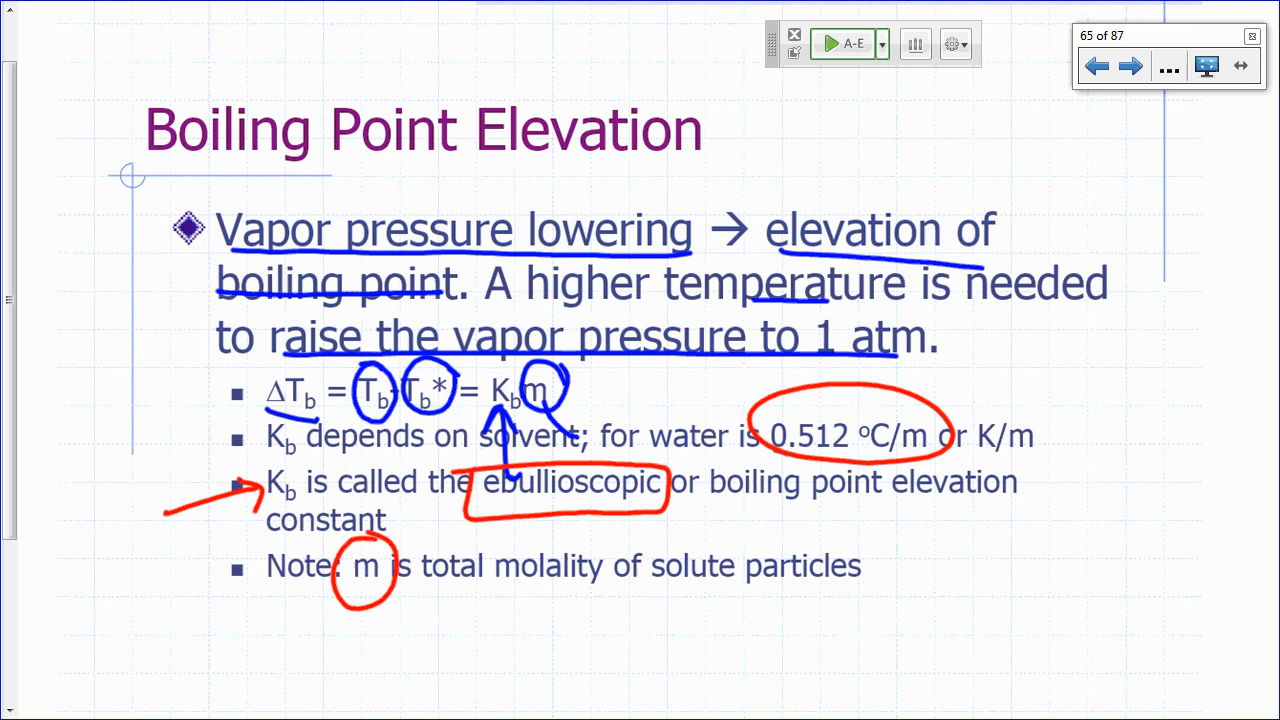 A-E
65 of 87
...
Boiling Point Elevation
Vapor pressure lowering → elevation of
boiling point. A higher temperature is needed
to raise the vapor pressure to 1 atm.
ΔTb = Tb-Tb* = Kbm
Kb depends on solvent; for water is 0.512 oC/m or K/m
Kb is called the ebullioscopic or boiling point elevation
constant
Note: m is total molality of solute particles